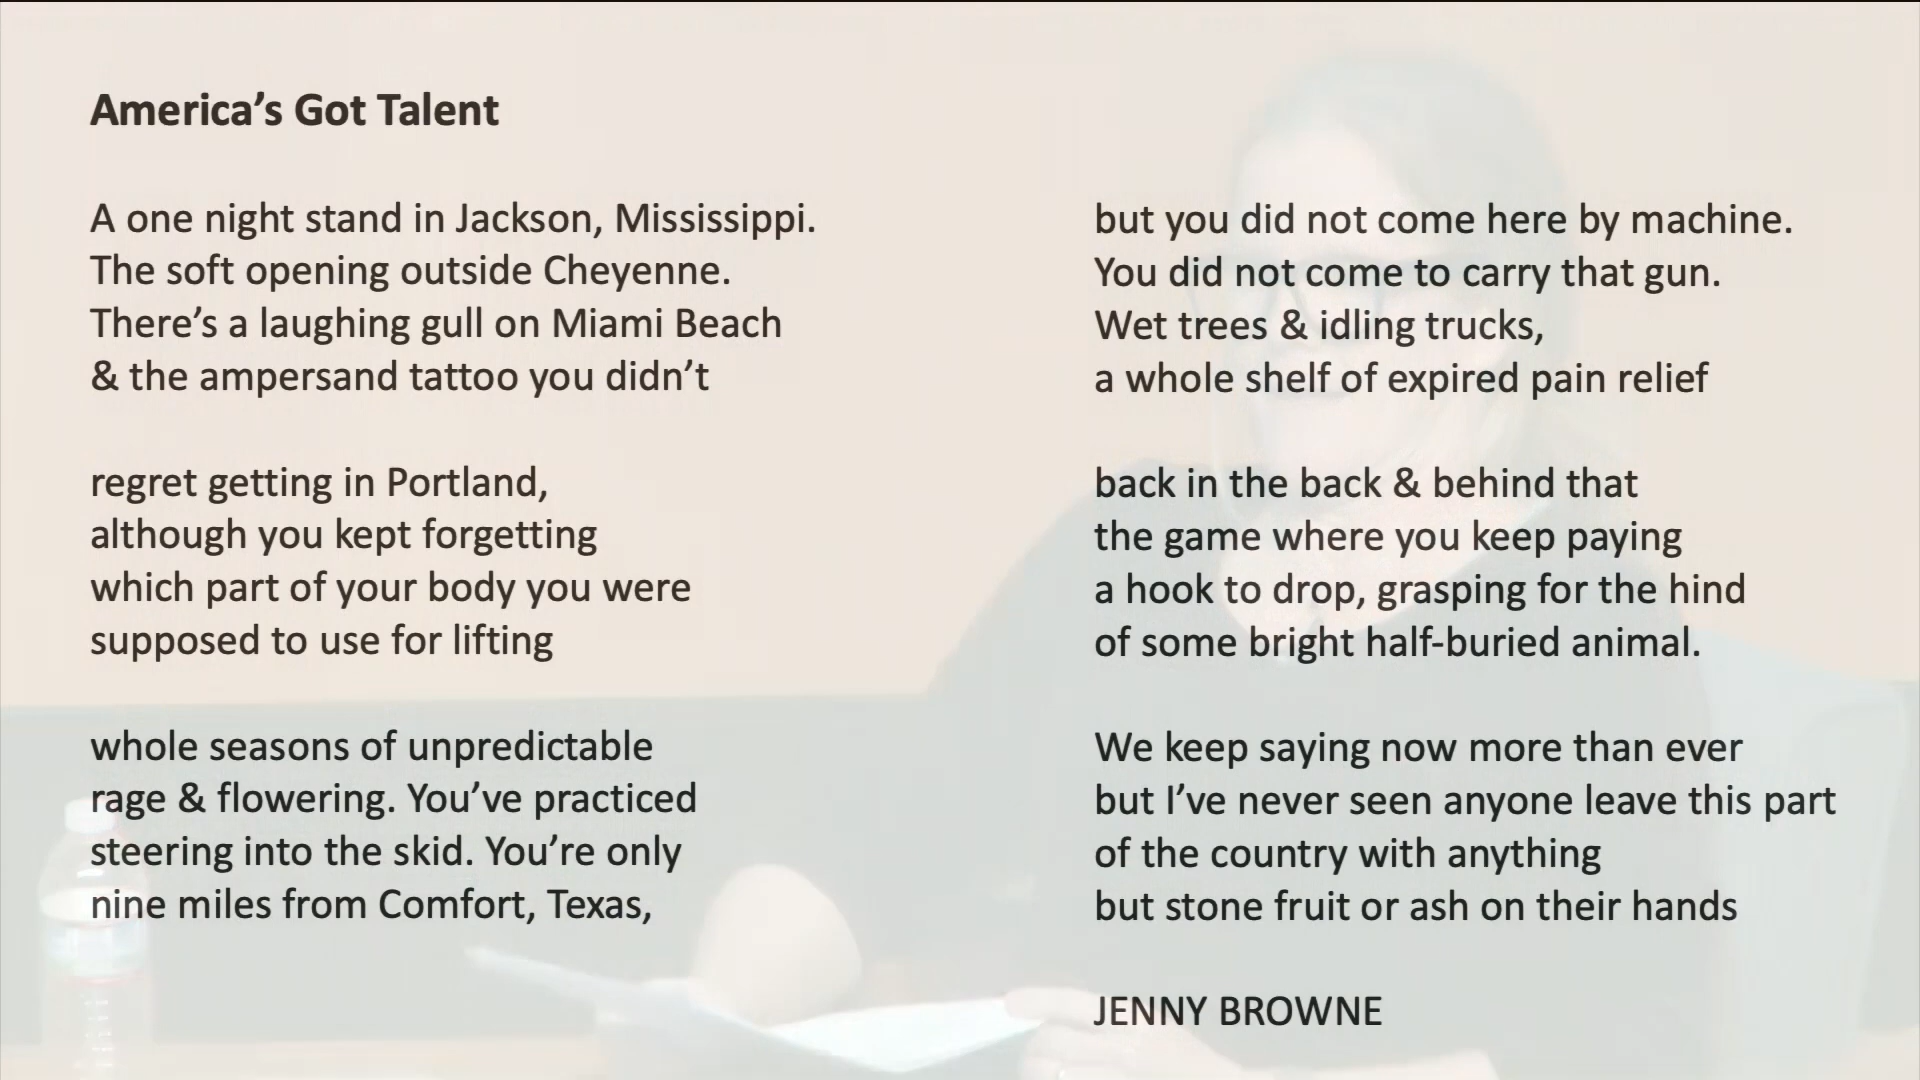 America’s Got Talent
A one night stand in Jackson, Mississippi.
The soft opening outside Cheyenne.
There’s a laughing gull on Miami Beach
& the ampersand tattoo you didn’t
regret getting in Portland,
although you kept forgetting
which part of your body you were
supposed to use for lifting
whole seasons of unpredictable
rage & flowering. You’ve practiced
steering into the skid. You’re only
nine miles from Comfort, Texas,
but you did not come here by machine.
You did not come to carry that gun.
Wet trees & idling trucks,
a whole shelf of expired pain relief
back in the back & behind that
the game where you keep paying
a hook to drop, grasping for the hind
of some bright half-buried animal.
We keep saying now more than ever
but I’ve never seen anyone leave this part
of the country with anything
but stone fruit or ash on their hands
JENNY BROWNE